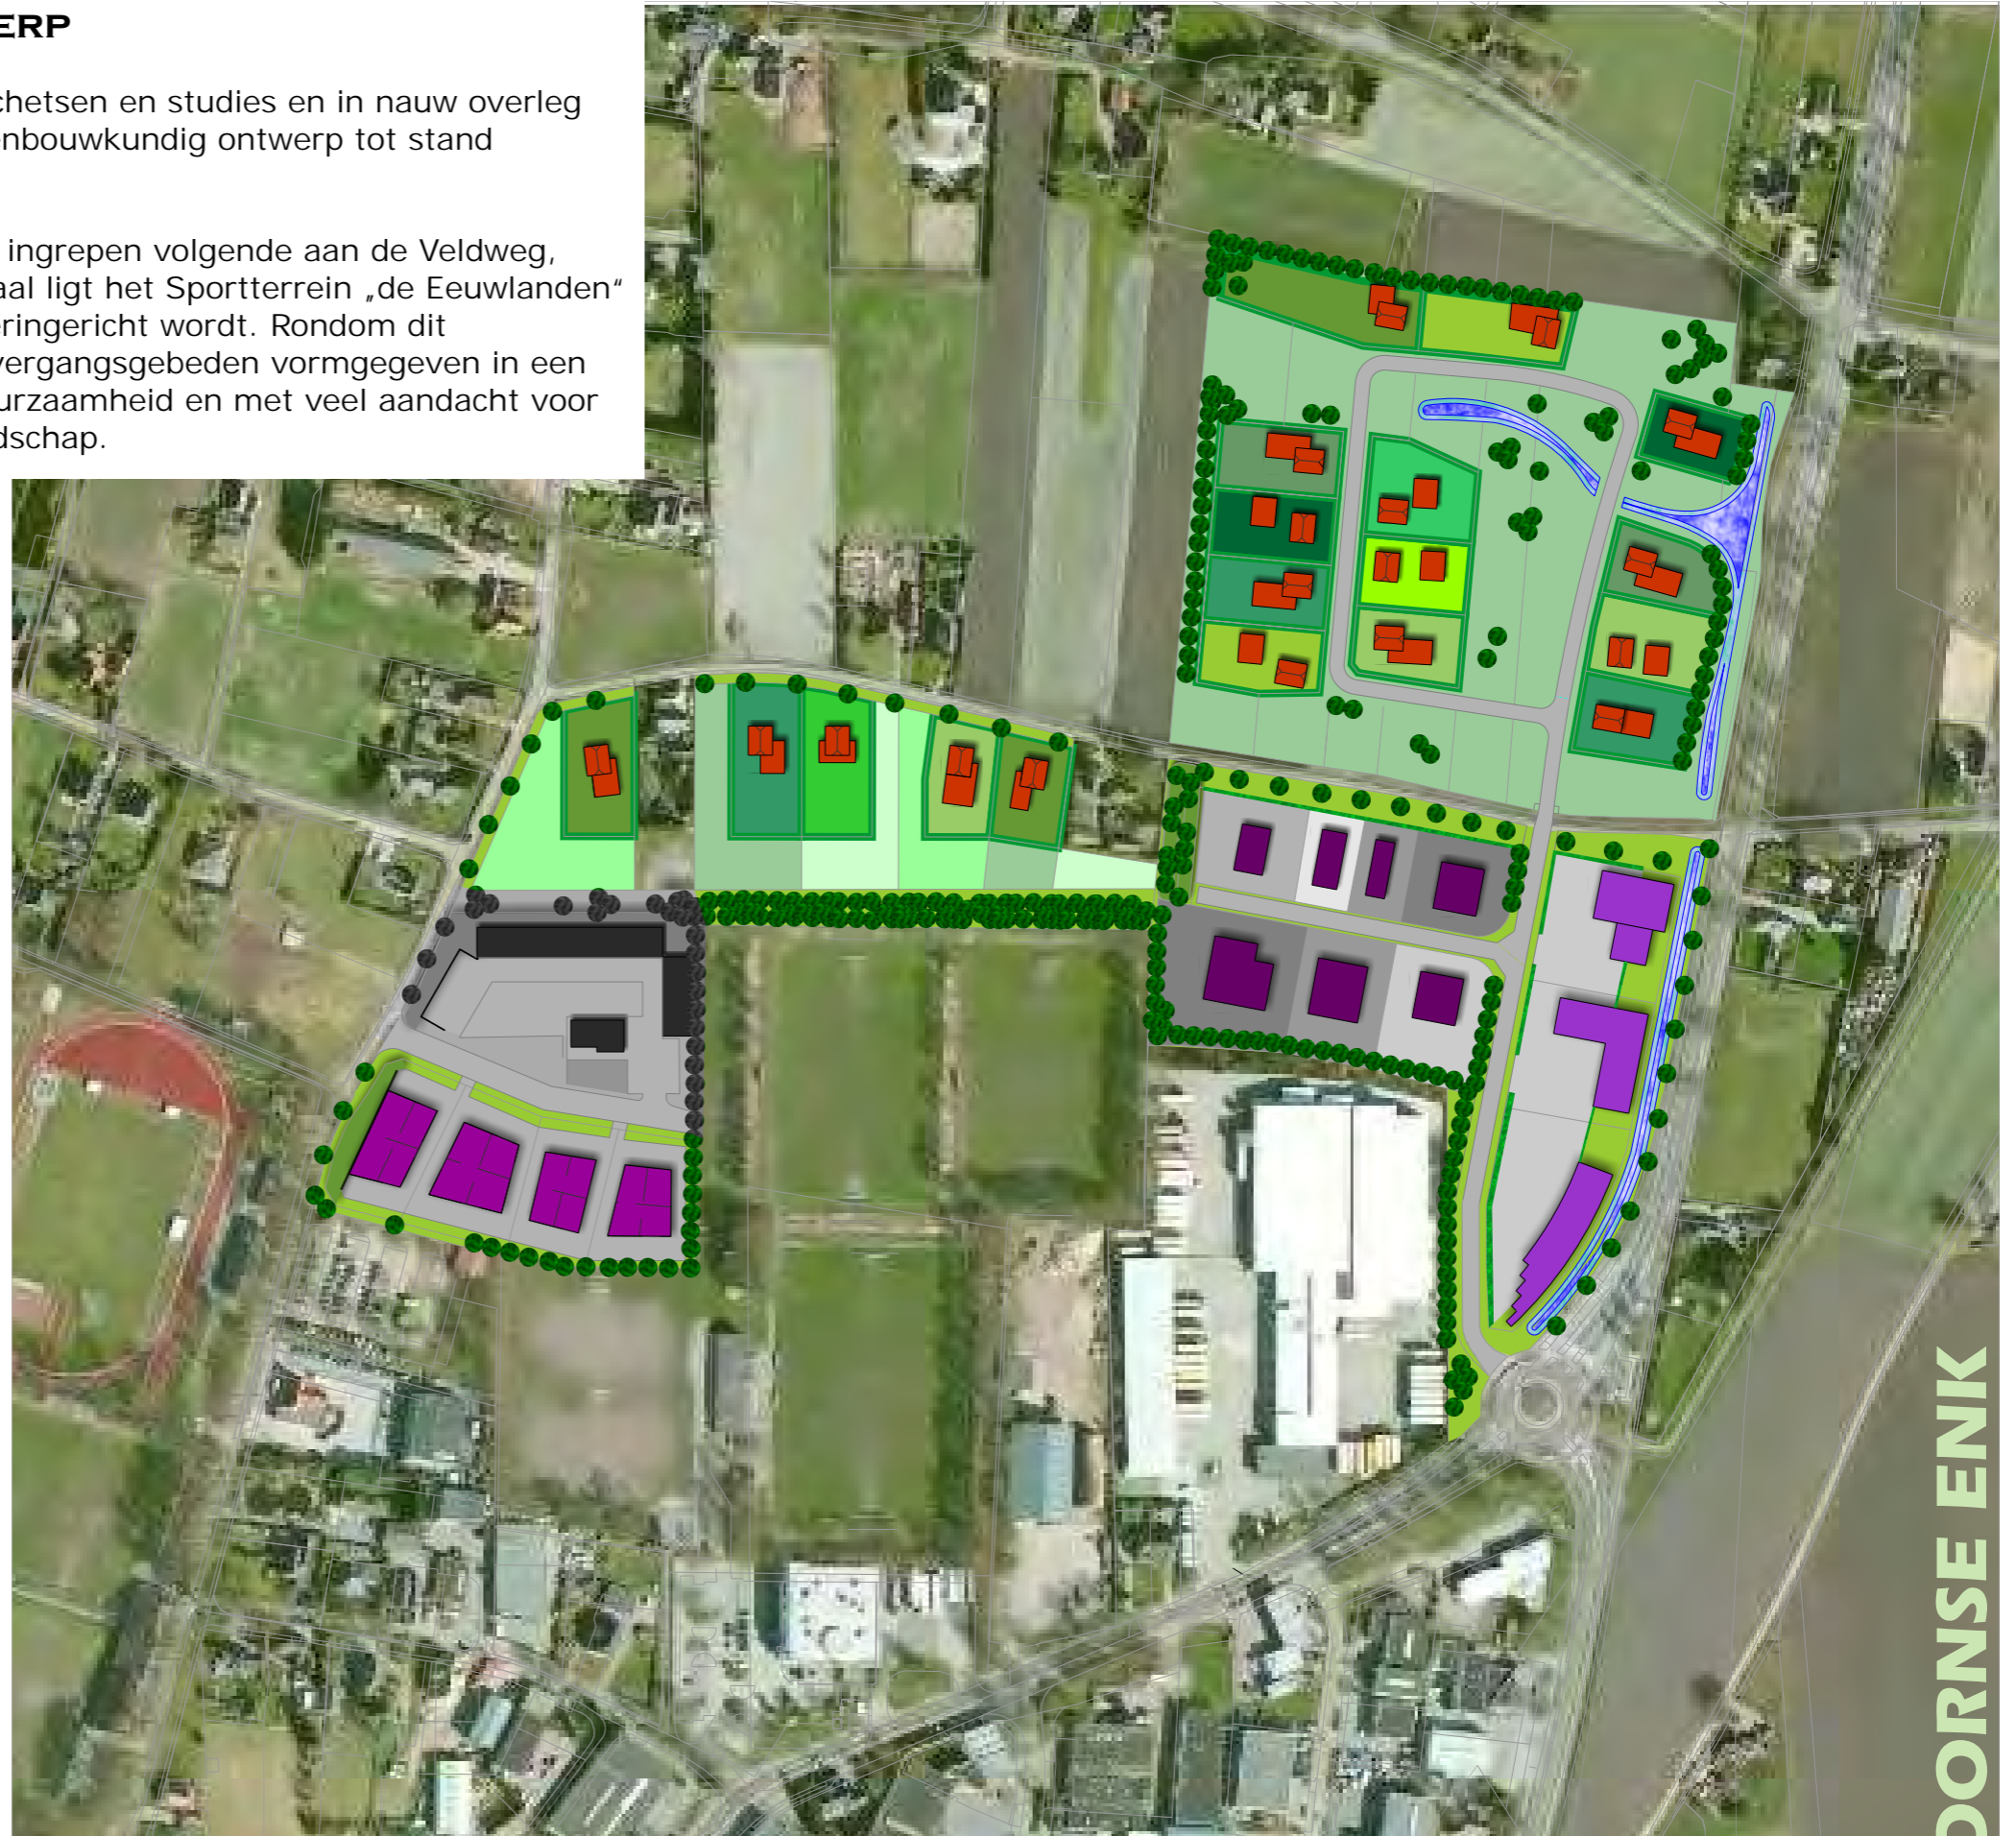 ERP
chetsen en studies en in nauw overleg
enbouwkundig ontwerp tot stand
ingrepen volgende aan de Veldweg,
aal ligt het Sportterrein „de Eeuwlanden“
eringericht wordt. Rondom dit
vergangsgebeden vormgegeven in een
urzaamheid en met veel aandacht voor
dschap.
DOORNSE ENK